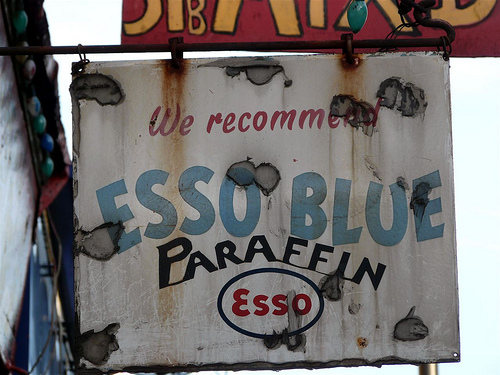 We recommend
ESSO BLUE
PARAFFIN
Esso